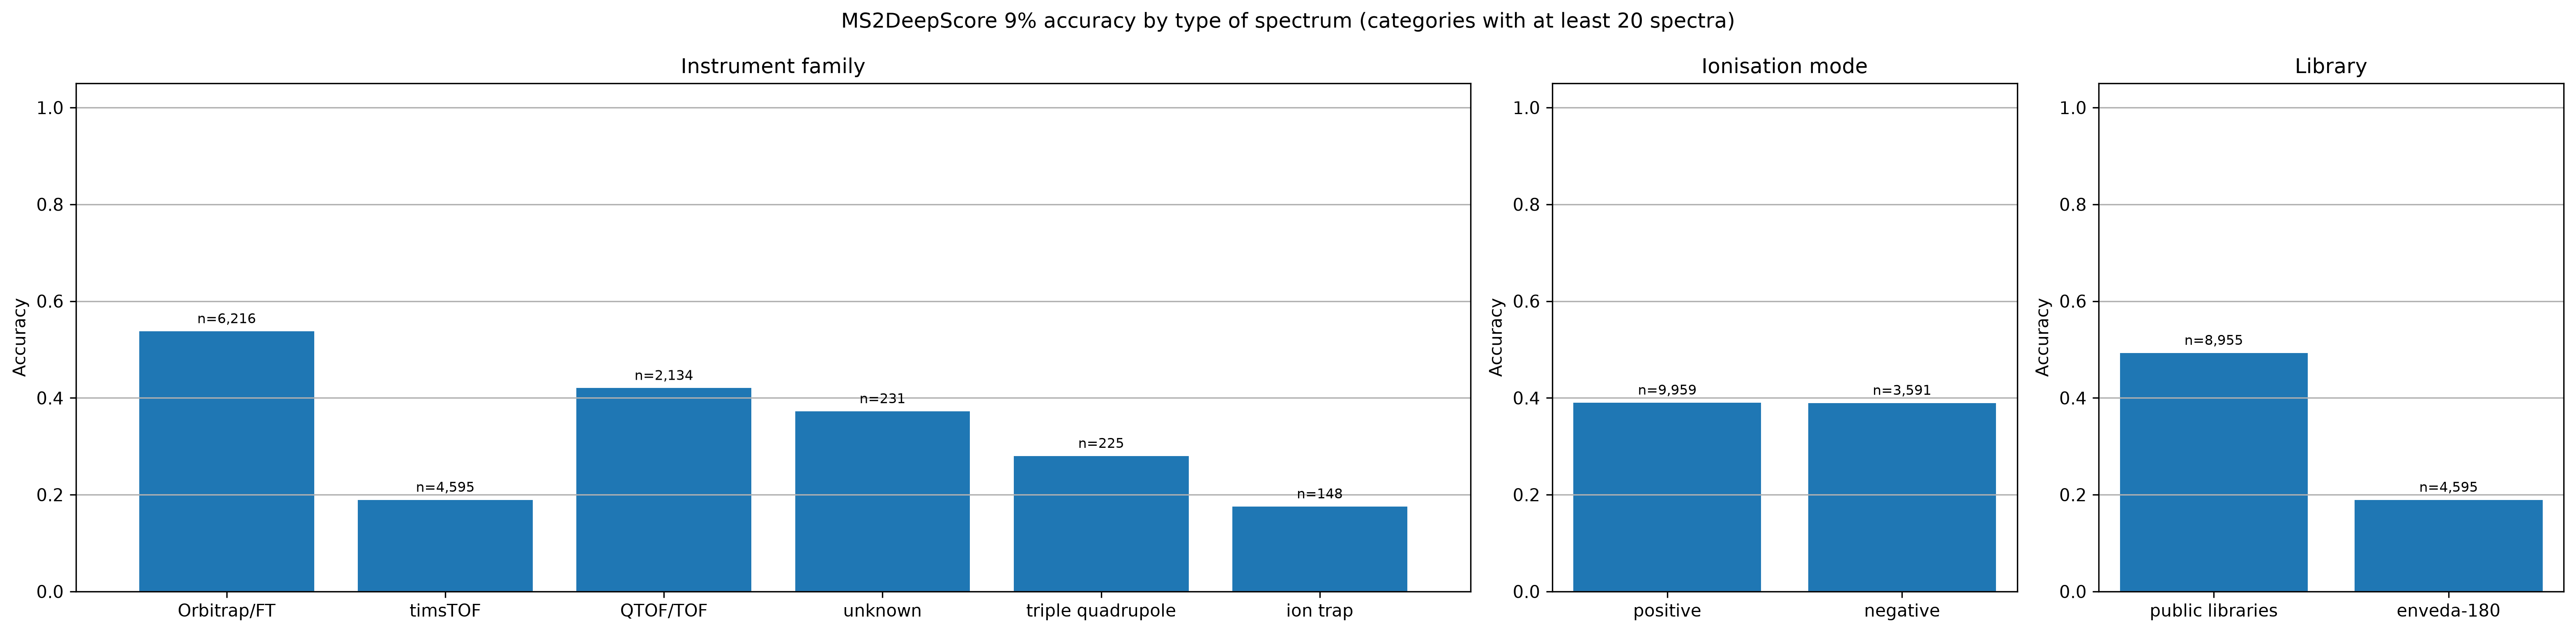 MS2DeepScore 9% accuracy by type of spectrum (categories with at least 20 spectra)
Instrument family
Accuracy
1.0
0.8
0.6
0.4
0.2
0.0
n=6,216
n=4,595
n=2,134
n=231
n=225
n=148
Orbitrap/FT
timsTOF
QTOF/TOF
unknown
triple quadrupole
ion trap
Ionisation mode
Accuracy
1.0
0.8
0.6
0.4
0.2
0.0
n=9,959
n=3,591
positive
negative
Library
Accuracy
1.0
0.8
0.6
0.4
0.2
0.0
n=8,955
n=4,595
public libraries
enveda-180